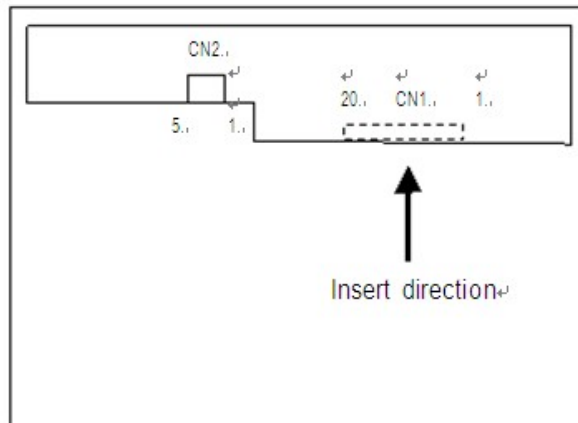 CN2.↵
↵
↵ ↵ ↵
20. CN1. 1.
5. 1.
Insert direction↵